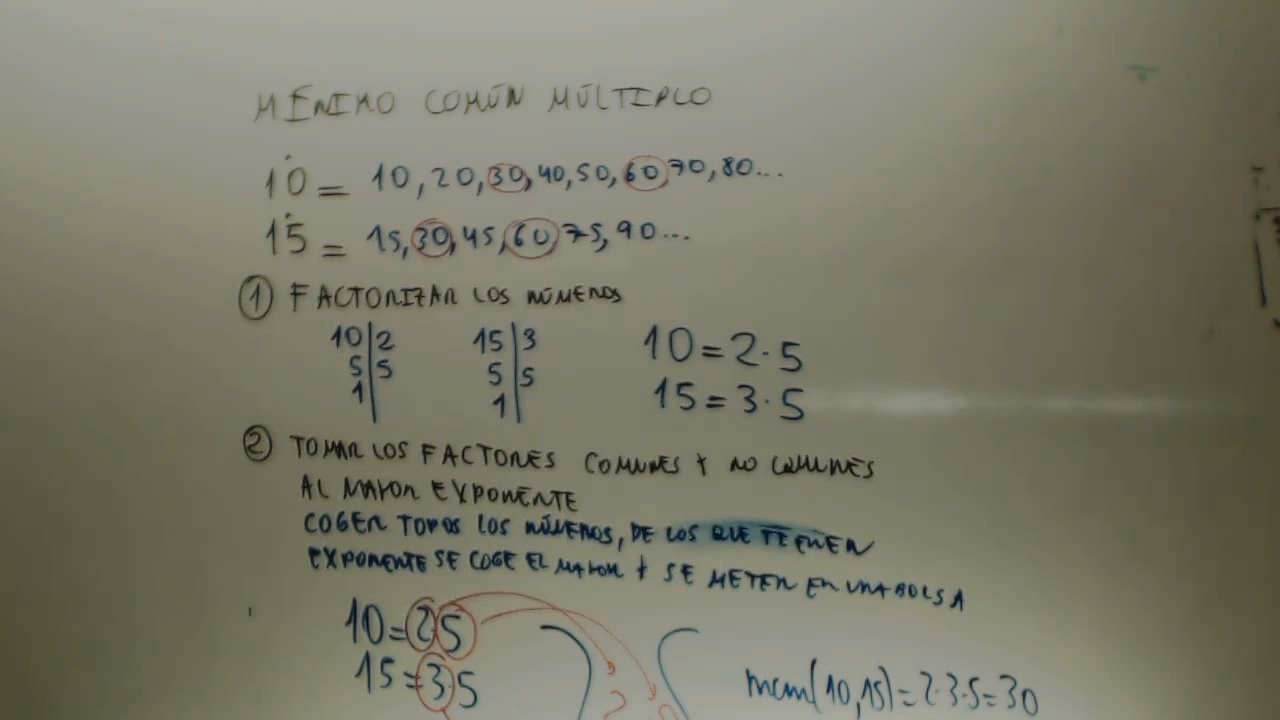 MÍNIMO COMÚN MÚLTIPLO
1̇0 = 10, 20, 30, 40, 50, 60, 70, 80...
1̇5 = 15, 30, 45, 60, 75, 90...
① FACTORIZAR LOS NÚMEROS
10|2 15|3 10 = 2·5
5|5 5|5 15 = 3·5
1| 1|
② TOMAR LOS FACTORES COMUNES Y NO COMUNES
AL MAYOR EXPONENTE
COGER TODOS LOS NÚMEROS, DE LOS QUE TIENEN
EXPONENTE SE COGE EL MAYOR Y SE METEN EN UNA BOLSA
10 = 2·5
15 = 3·5
mcm(10,15) = 2·3·5 = 30